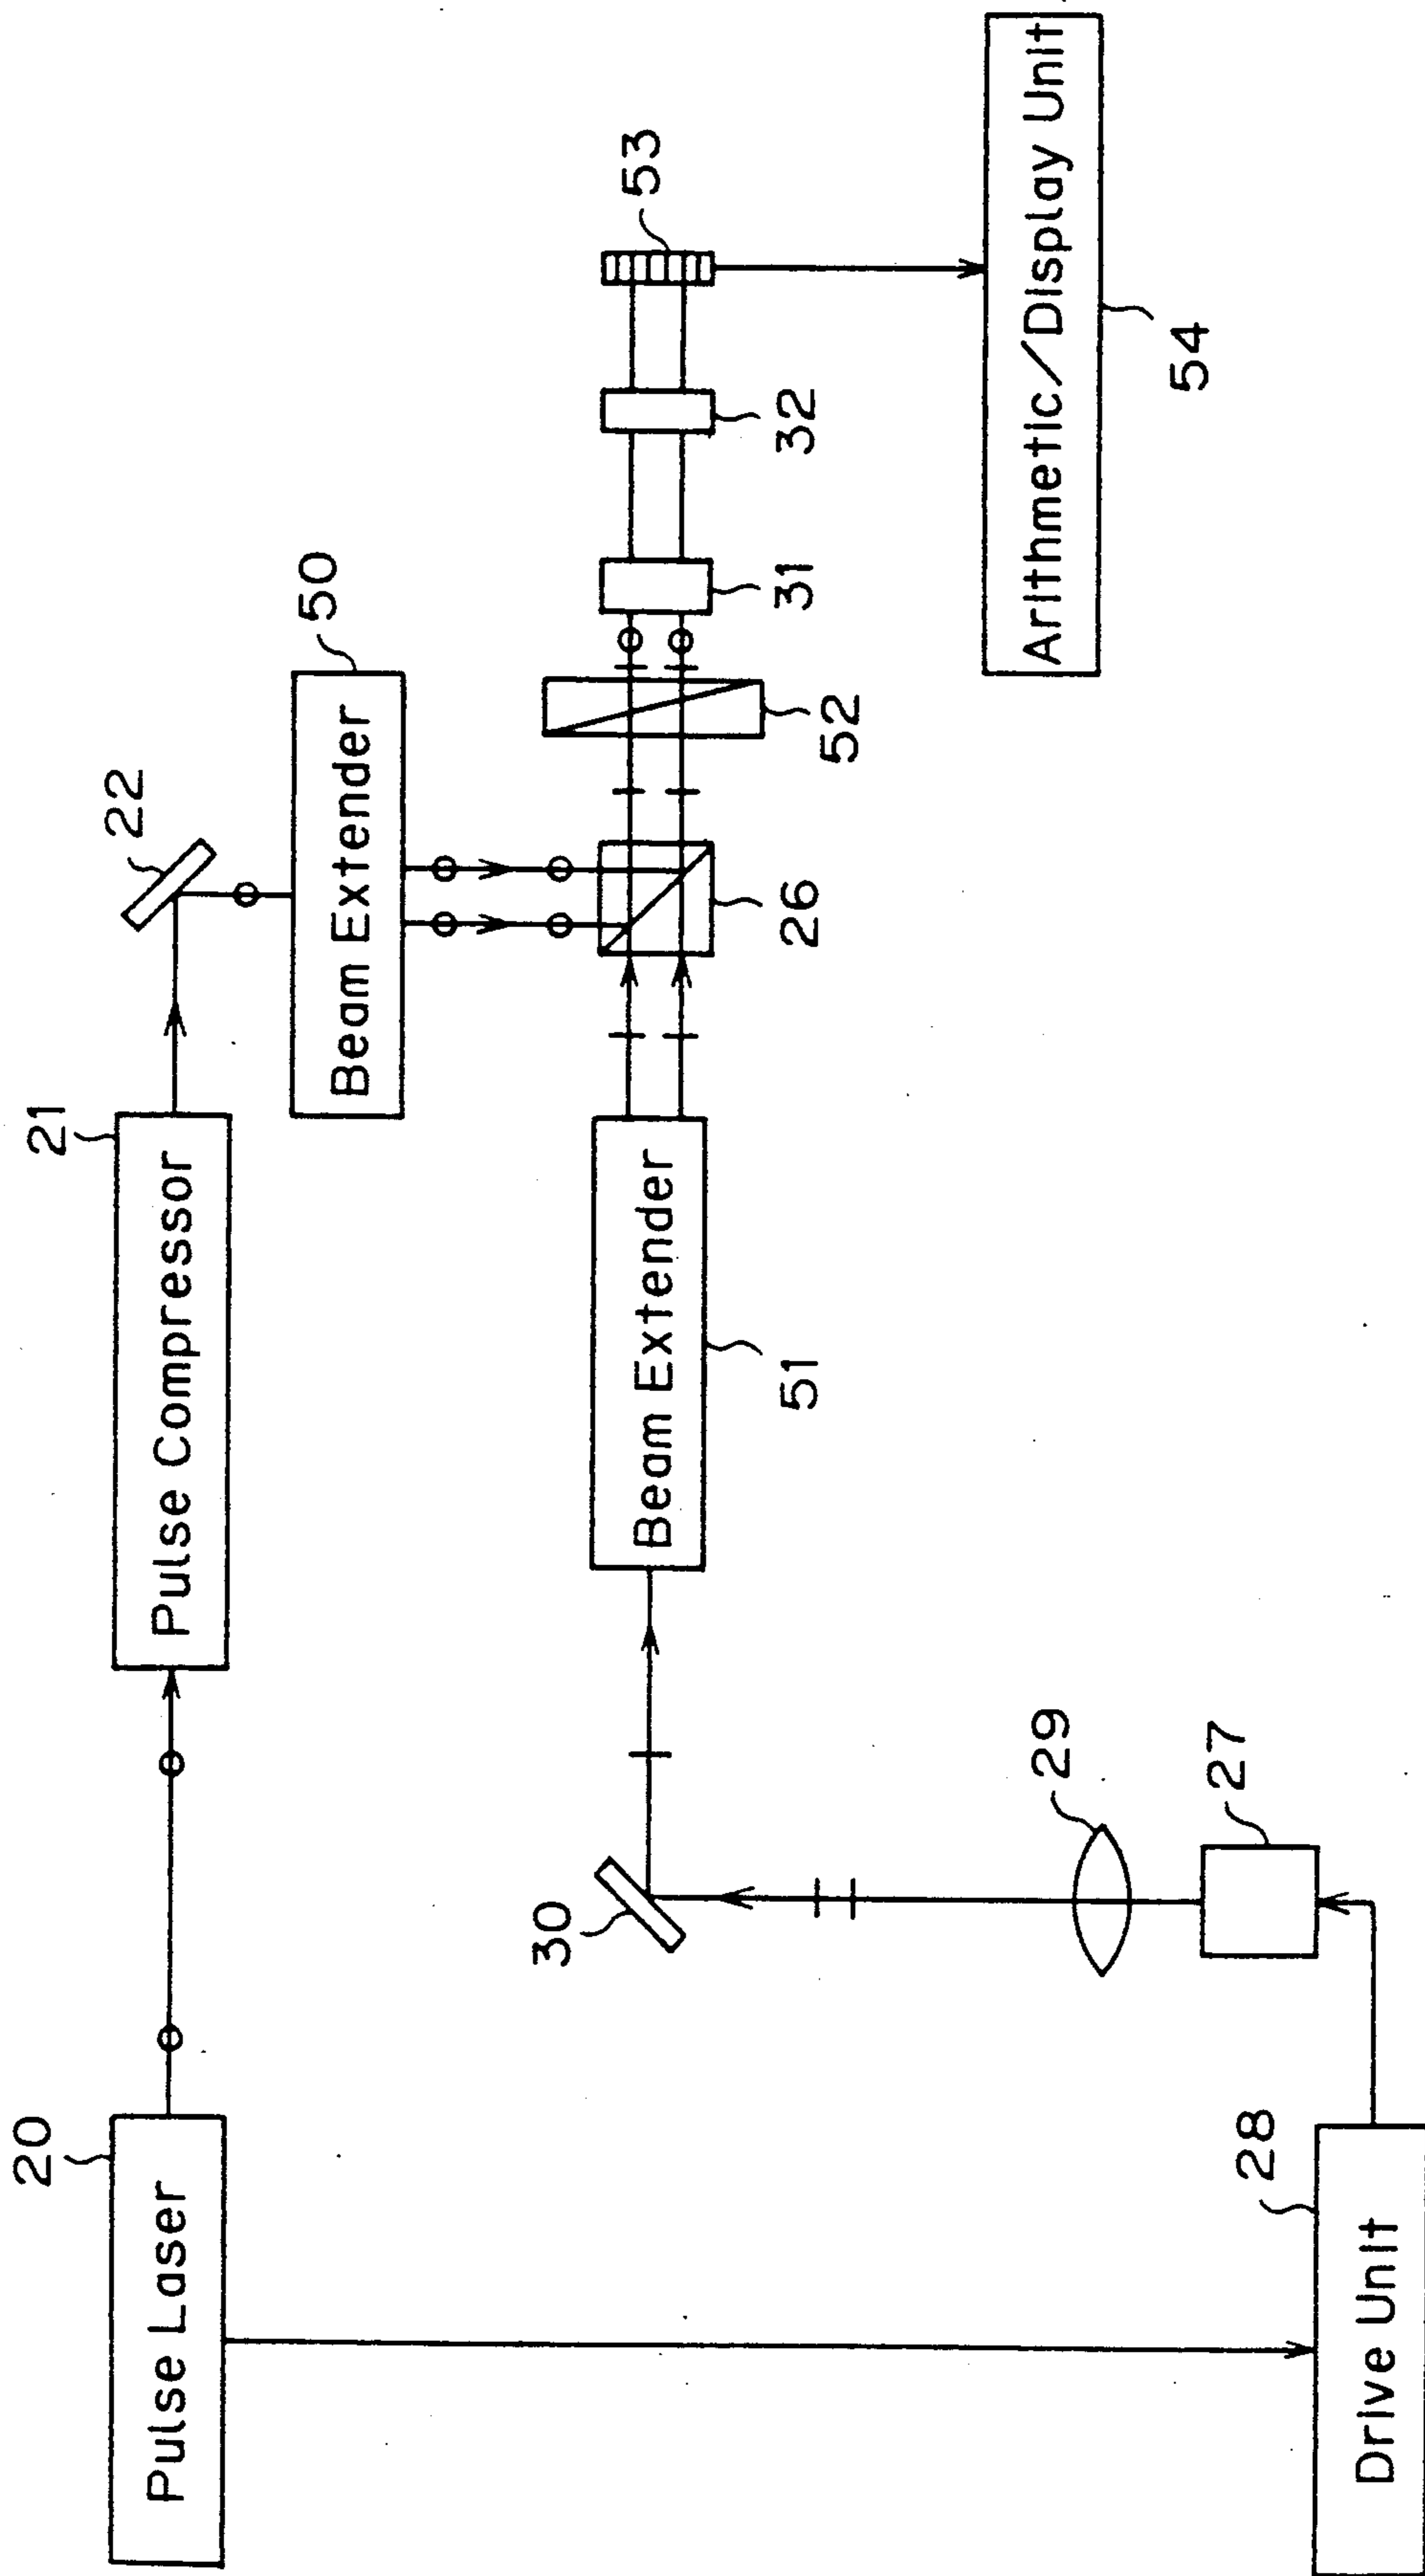 20
Pulse Laser
21
Pulse Compressor
22
50
Beam Extender
30
51
Beam Extender
26
52
31
32
53
29
27
28
Drive Unit
54
Arithmetic/Display Unit